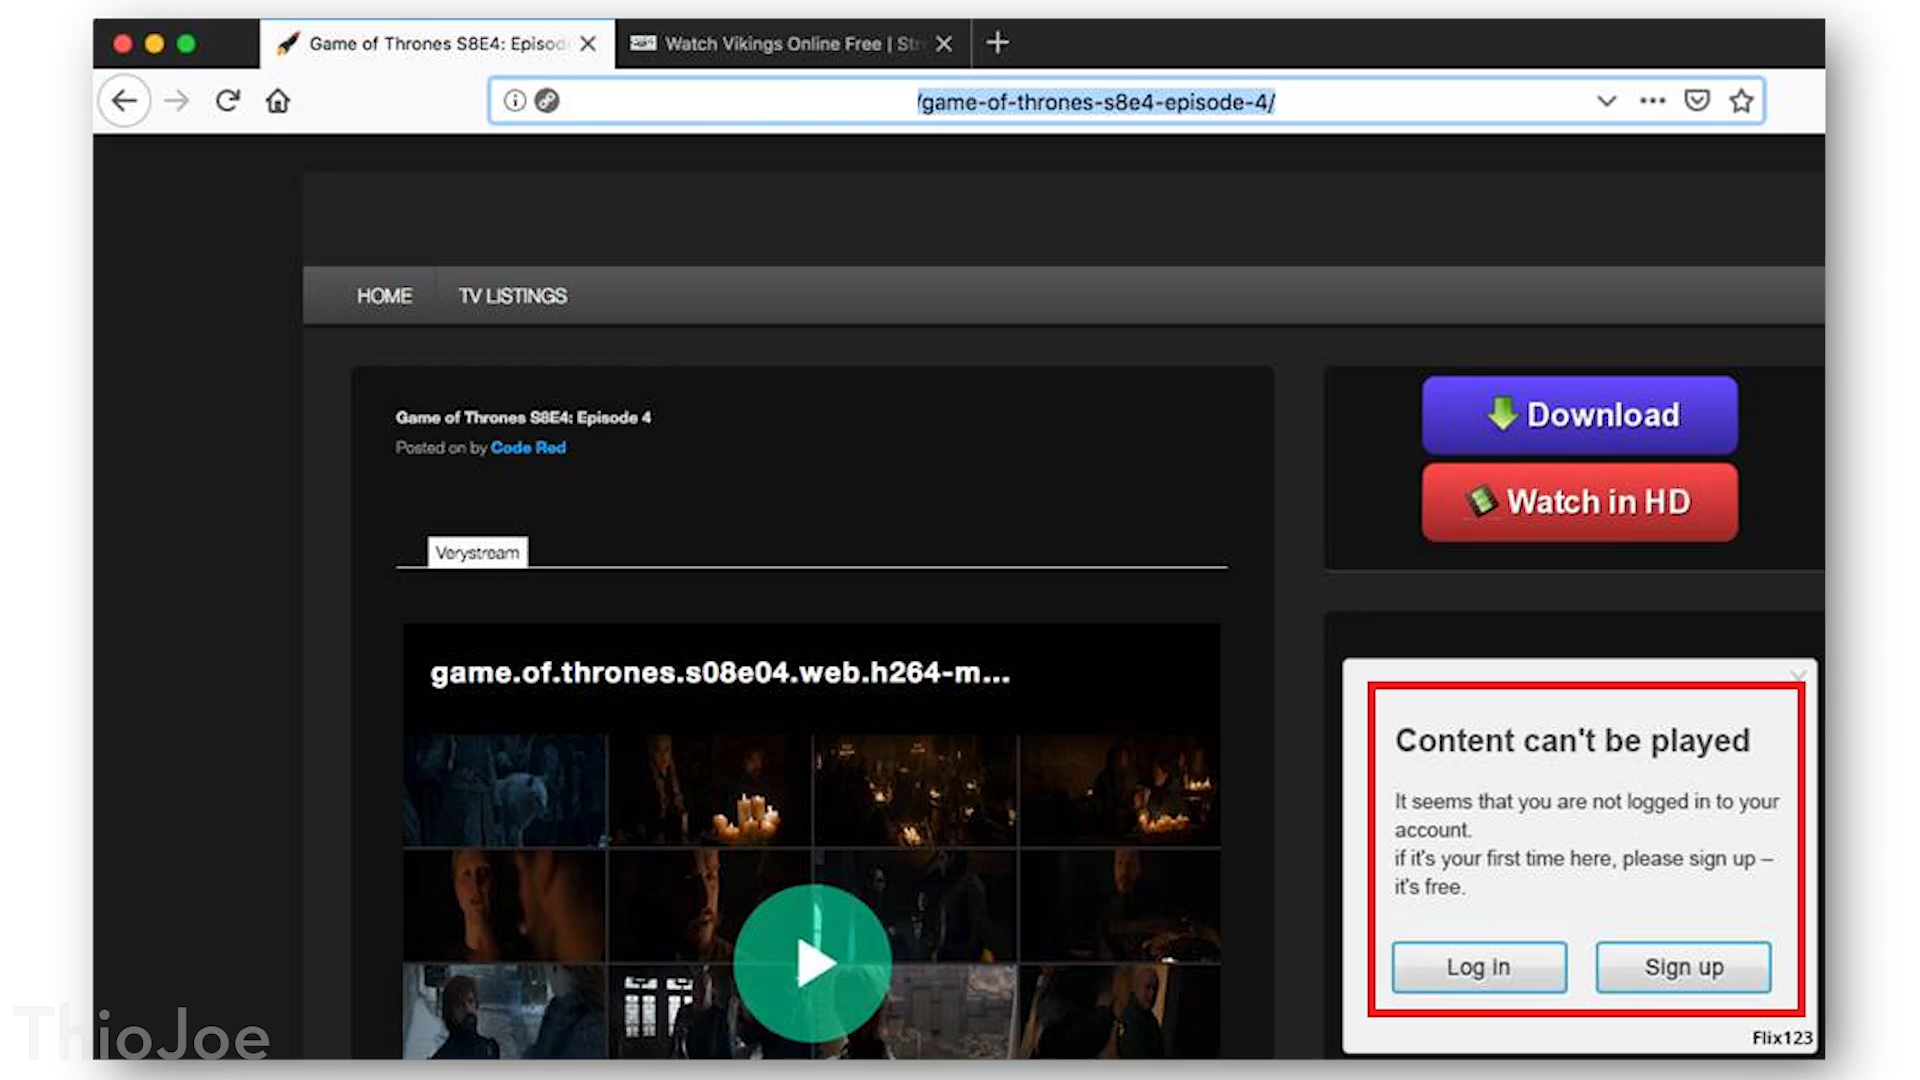 Game of Thrones S8E4: Episod
Watch Vikings Online Free | Str
/game-of-thrones-s8e4-episode-4/
HOME
TV LISTINGS
Game of Thrones S8E4: Episode 4
Posted on by Code Red
Download
Watch in HD
Verystream
game.of.thrones.s08e04.web.h264-m...
Content can't be played
It seems that you are not logged in to your
account.
if it's your first time here, please sign up –
it's free.
Log in
Sign up
Flix123
ThioJoe